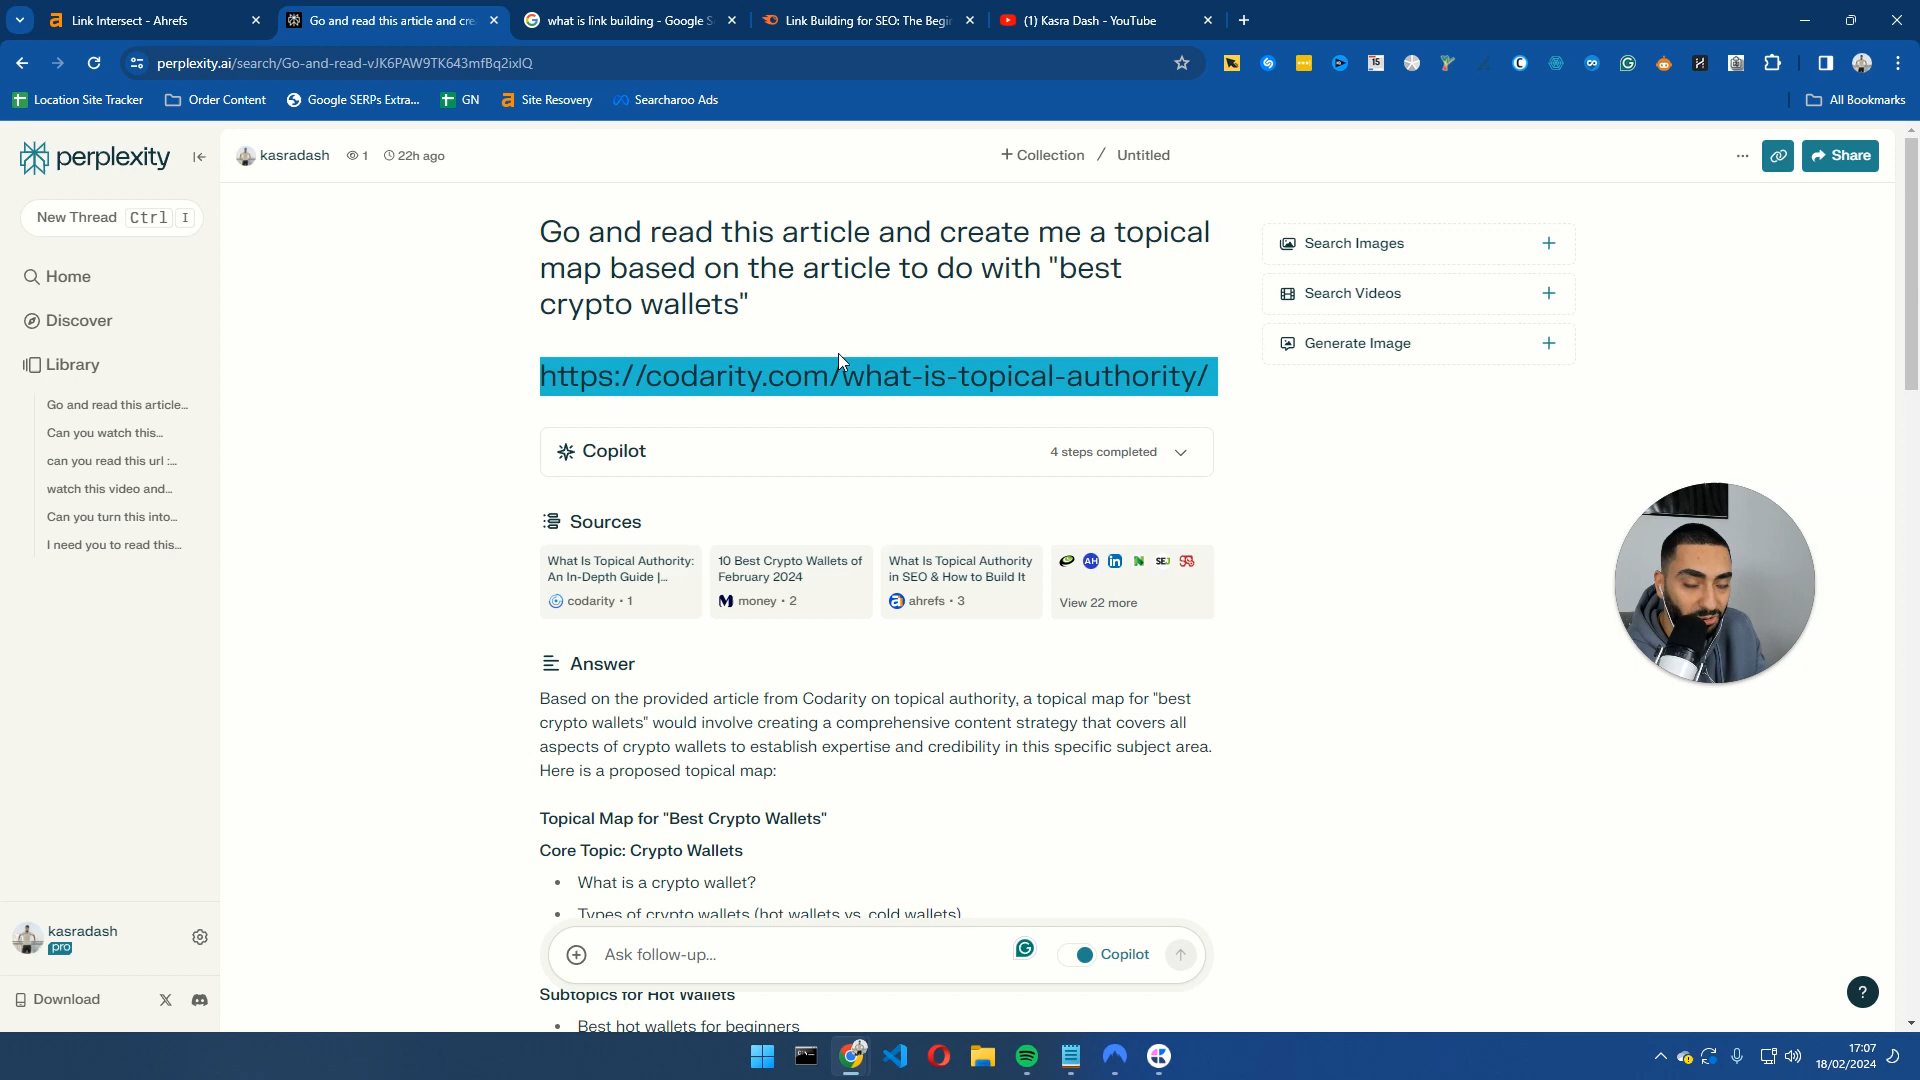 Link Intersect - Ahrefs
Go and read this article and cre
what is link building - Google S
Link Building for SEO: The Begi
(1) Kasra Dash - YouTube
perplexity.ai/search/Go-and-read-vJK6PAW9TK643mfBq2ixlQ
Location Site Tracker
Order Content
Google SERPs Extra...
GN
Site Recovery
Searcharoo Ads
All Bookmarks
perplexity
New Thread Ctrl I
Home
Discover
Library
Go and read this article...
Can you watch this...
can you read this url :...
watch this video and...
Can you turn this into...
I need you to read this...
kasradash
pro
Download
kasradash 1 22h ago
+ Collection / Untitled
Share
Go and read this article and create me a topical
map based on the article to do with "best
crypto wallets"
https://codarity.com/what-is-topical-authority/
Copilot
4 steps completed
Sources
What Is Topical Authority:
An In-Depth Guide |...
codarity • 1
10 Best Crypto Wallets of
February 2024
money • 2
What Is Topical Authority
in SEO & How to Build It
ahrefs • 3
AH in N SEJ
View 22 more
Answer
Based on the provided article from Codarity on topical authority, a topical map for "best
crypto wallets" would involve creating a comprehensive content strategy that covers all
aspects of crypto wallets to establish expertise and credibility in this specific subject area.
Here is a proposed topical map:
Topical Map for "Best Crypto Wallets"
Core Topic: Crypto Wallets
• What is a crypto wallet?
• Types of crypto wallets (hot wallets vs. cold wallets)
Ask follow-up...
Copilot
Subtopics for Hot Wallets
• Best hot wallets for beginners
Search Images
Search Videos
Generate Image
?
17:07
18/02/2024